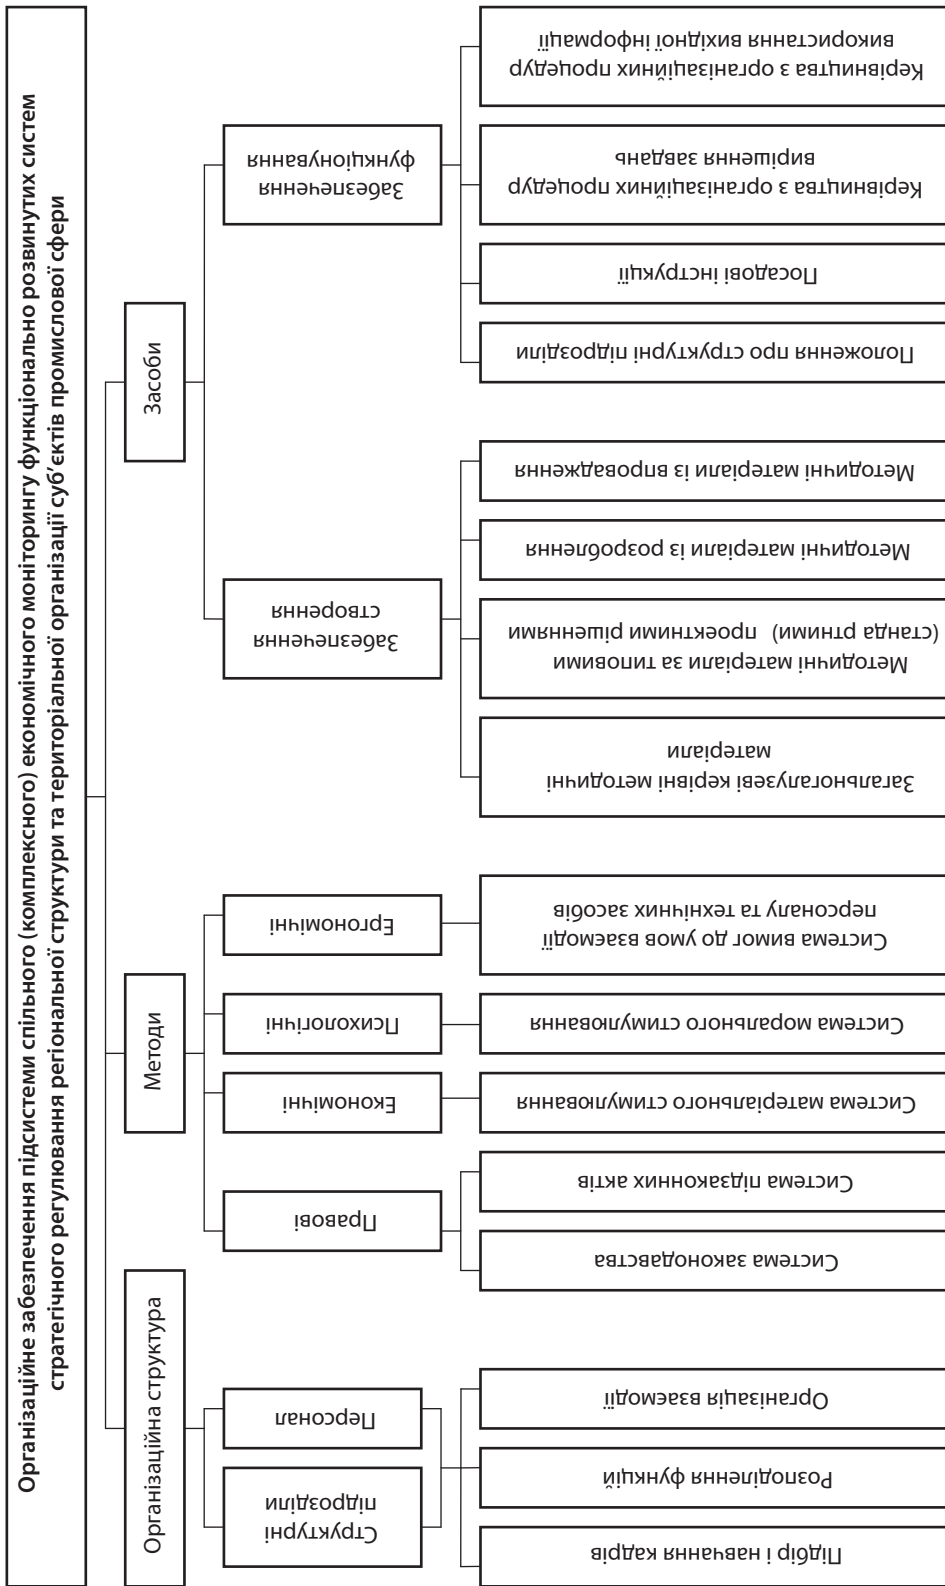 Організаційне забезпечення підсистеми спільного (комплексного) економічного моніторингу функціонально розвинутих систем
стратегічного регулювання регіональної структури та територіальної організації суб’єктів промислової сфери
Організаційна структура
Структурні
підрозділи
Персонал
Підбір і навчання кадрів
Розподілення функцій
Організація взаємодії
Методи
Правові
Система законодавства
Система підзаконних актів
Економічні
Система матеріального стимулювання
Психологічні
Система морального стимулювання
Ергономічні
Система вимог до умов взаємодії
персоналу та технічних засобів
Засоби
Забезпечення
створення
Загальногалузеві керівні методичні
матеріали
Методичні матеріали за типовими
(станда ртнтими) проектними рішеннями
Методичні матеріали із розроблення
Методичні матеріали із впровадження
Забезпечення
функціонування
Положення про структурні підрозділи
Посадові інструкції
Керівництва з організаційних процедур
вирішення завдань
Керівництва з організаційних процедур
використання вихідної інформації